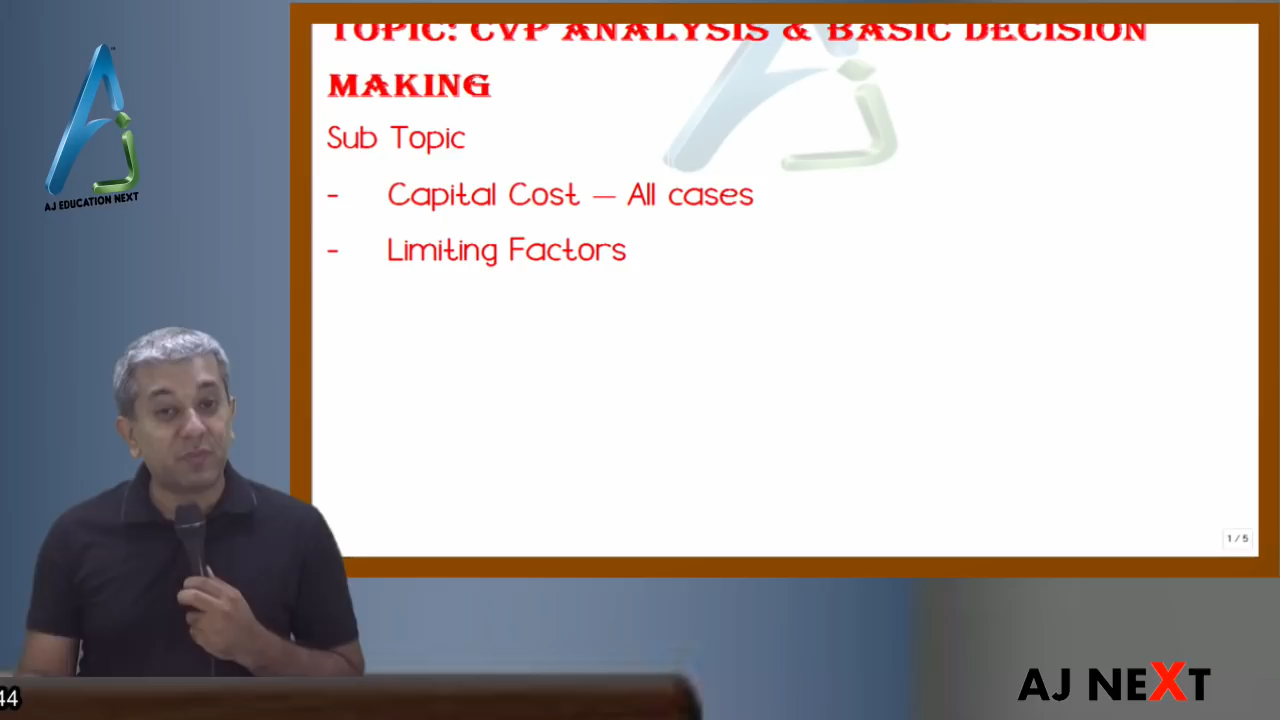 TOPIC: CVP ANALYSIS & BASIC DECISION
MAKING
Sub Topic
- Capital Cost – All cases
- Limiting Factors
1 / 5
AJ EDUCATION NEXT
AJ NEXT
44